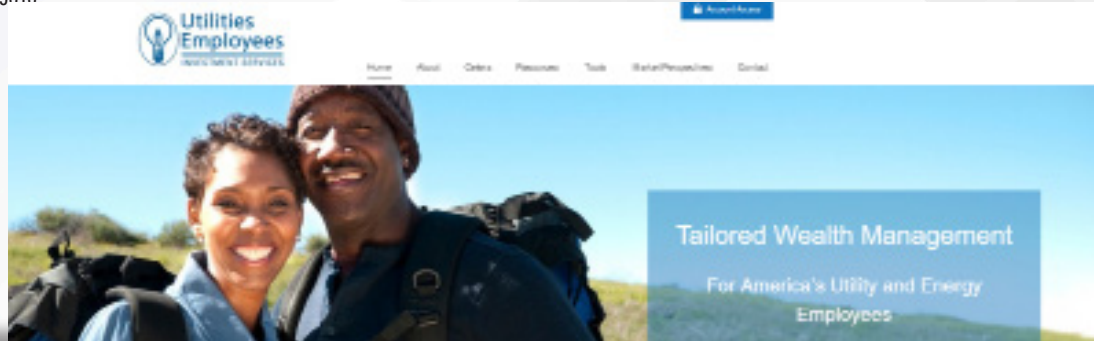 Account Access
Utilities
Employees
INVESTMENT SERVICES
Home About Careers Resources Tools Market Perspectives Contact
Tailored Wealth Management
For America's Utility and Energy
Employees